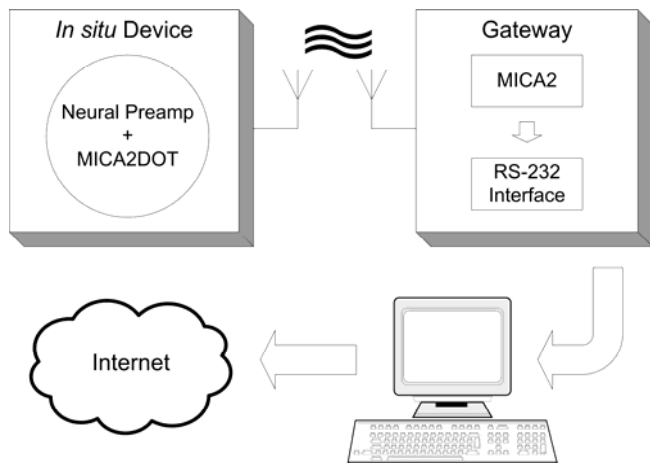 In situ Device
Neural Preamp
+
MICA2DOT
Gateway
MICA2
RS-232
Interface
Internet